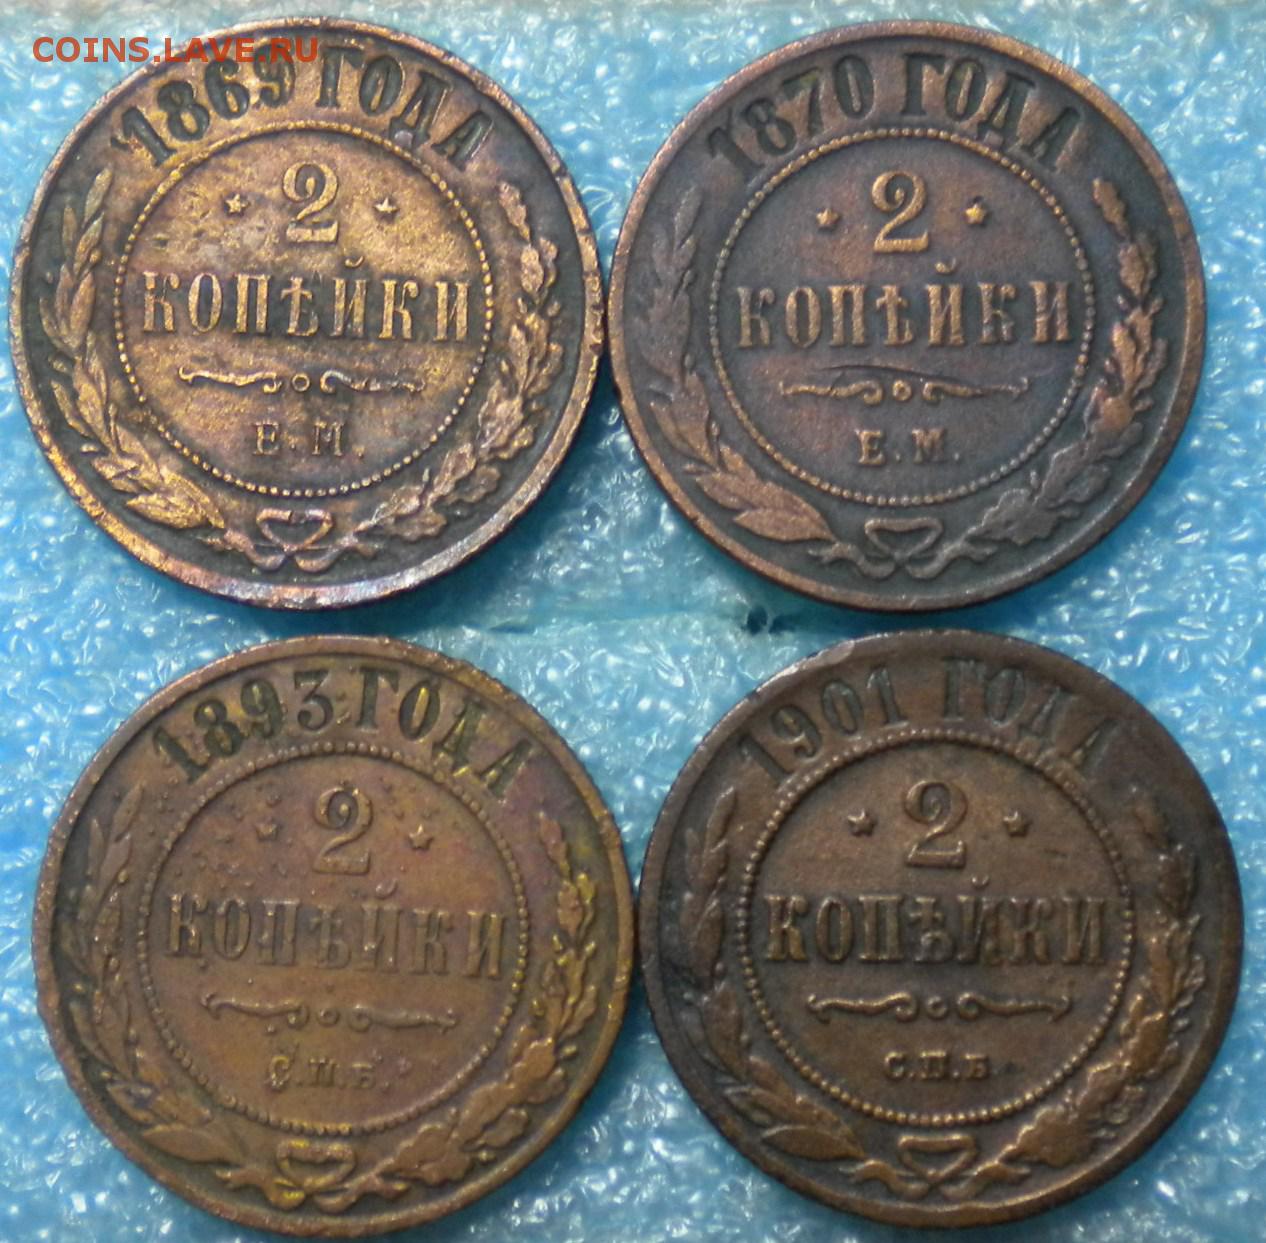 COINS.LAVE.RU
1869 ГОДА
2
КОПѢЙКИ
Е.М.
1870 ГОДА
2
КОПѢЙКИ
Е.М.
1893 ГОДА
2
КОПѢЙКИ
С.П.Б.
1901 ГОДА
2
КОПѢЙКИ
С.П.Б